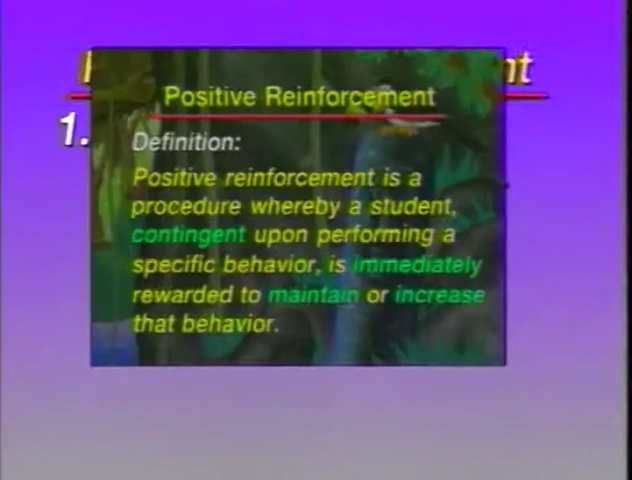 nt
1.
Positive Reinforcement
Definition:
Positive reinforcement is a
procedure whereby a student,
contingent upon performing a
specific behavior, is immediately
rewarded to maintain or increase
that behavior.